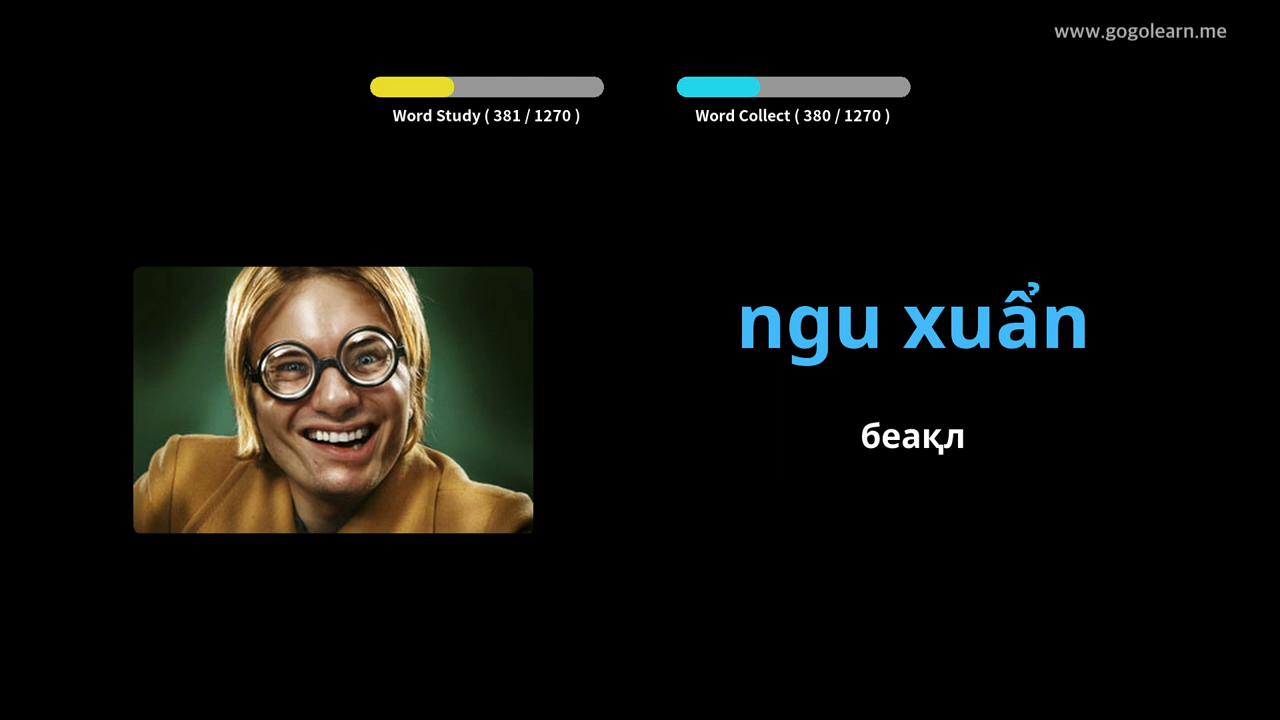 www.gogolearn.me
Word Study ( 381 / 1270 )
Word Collect ( 380 / 1270 )
ngu xuẩn
беақл